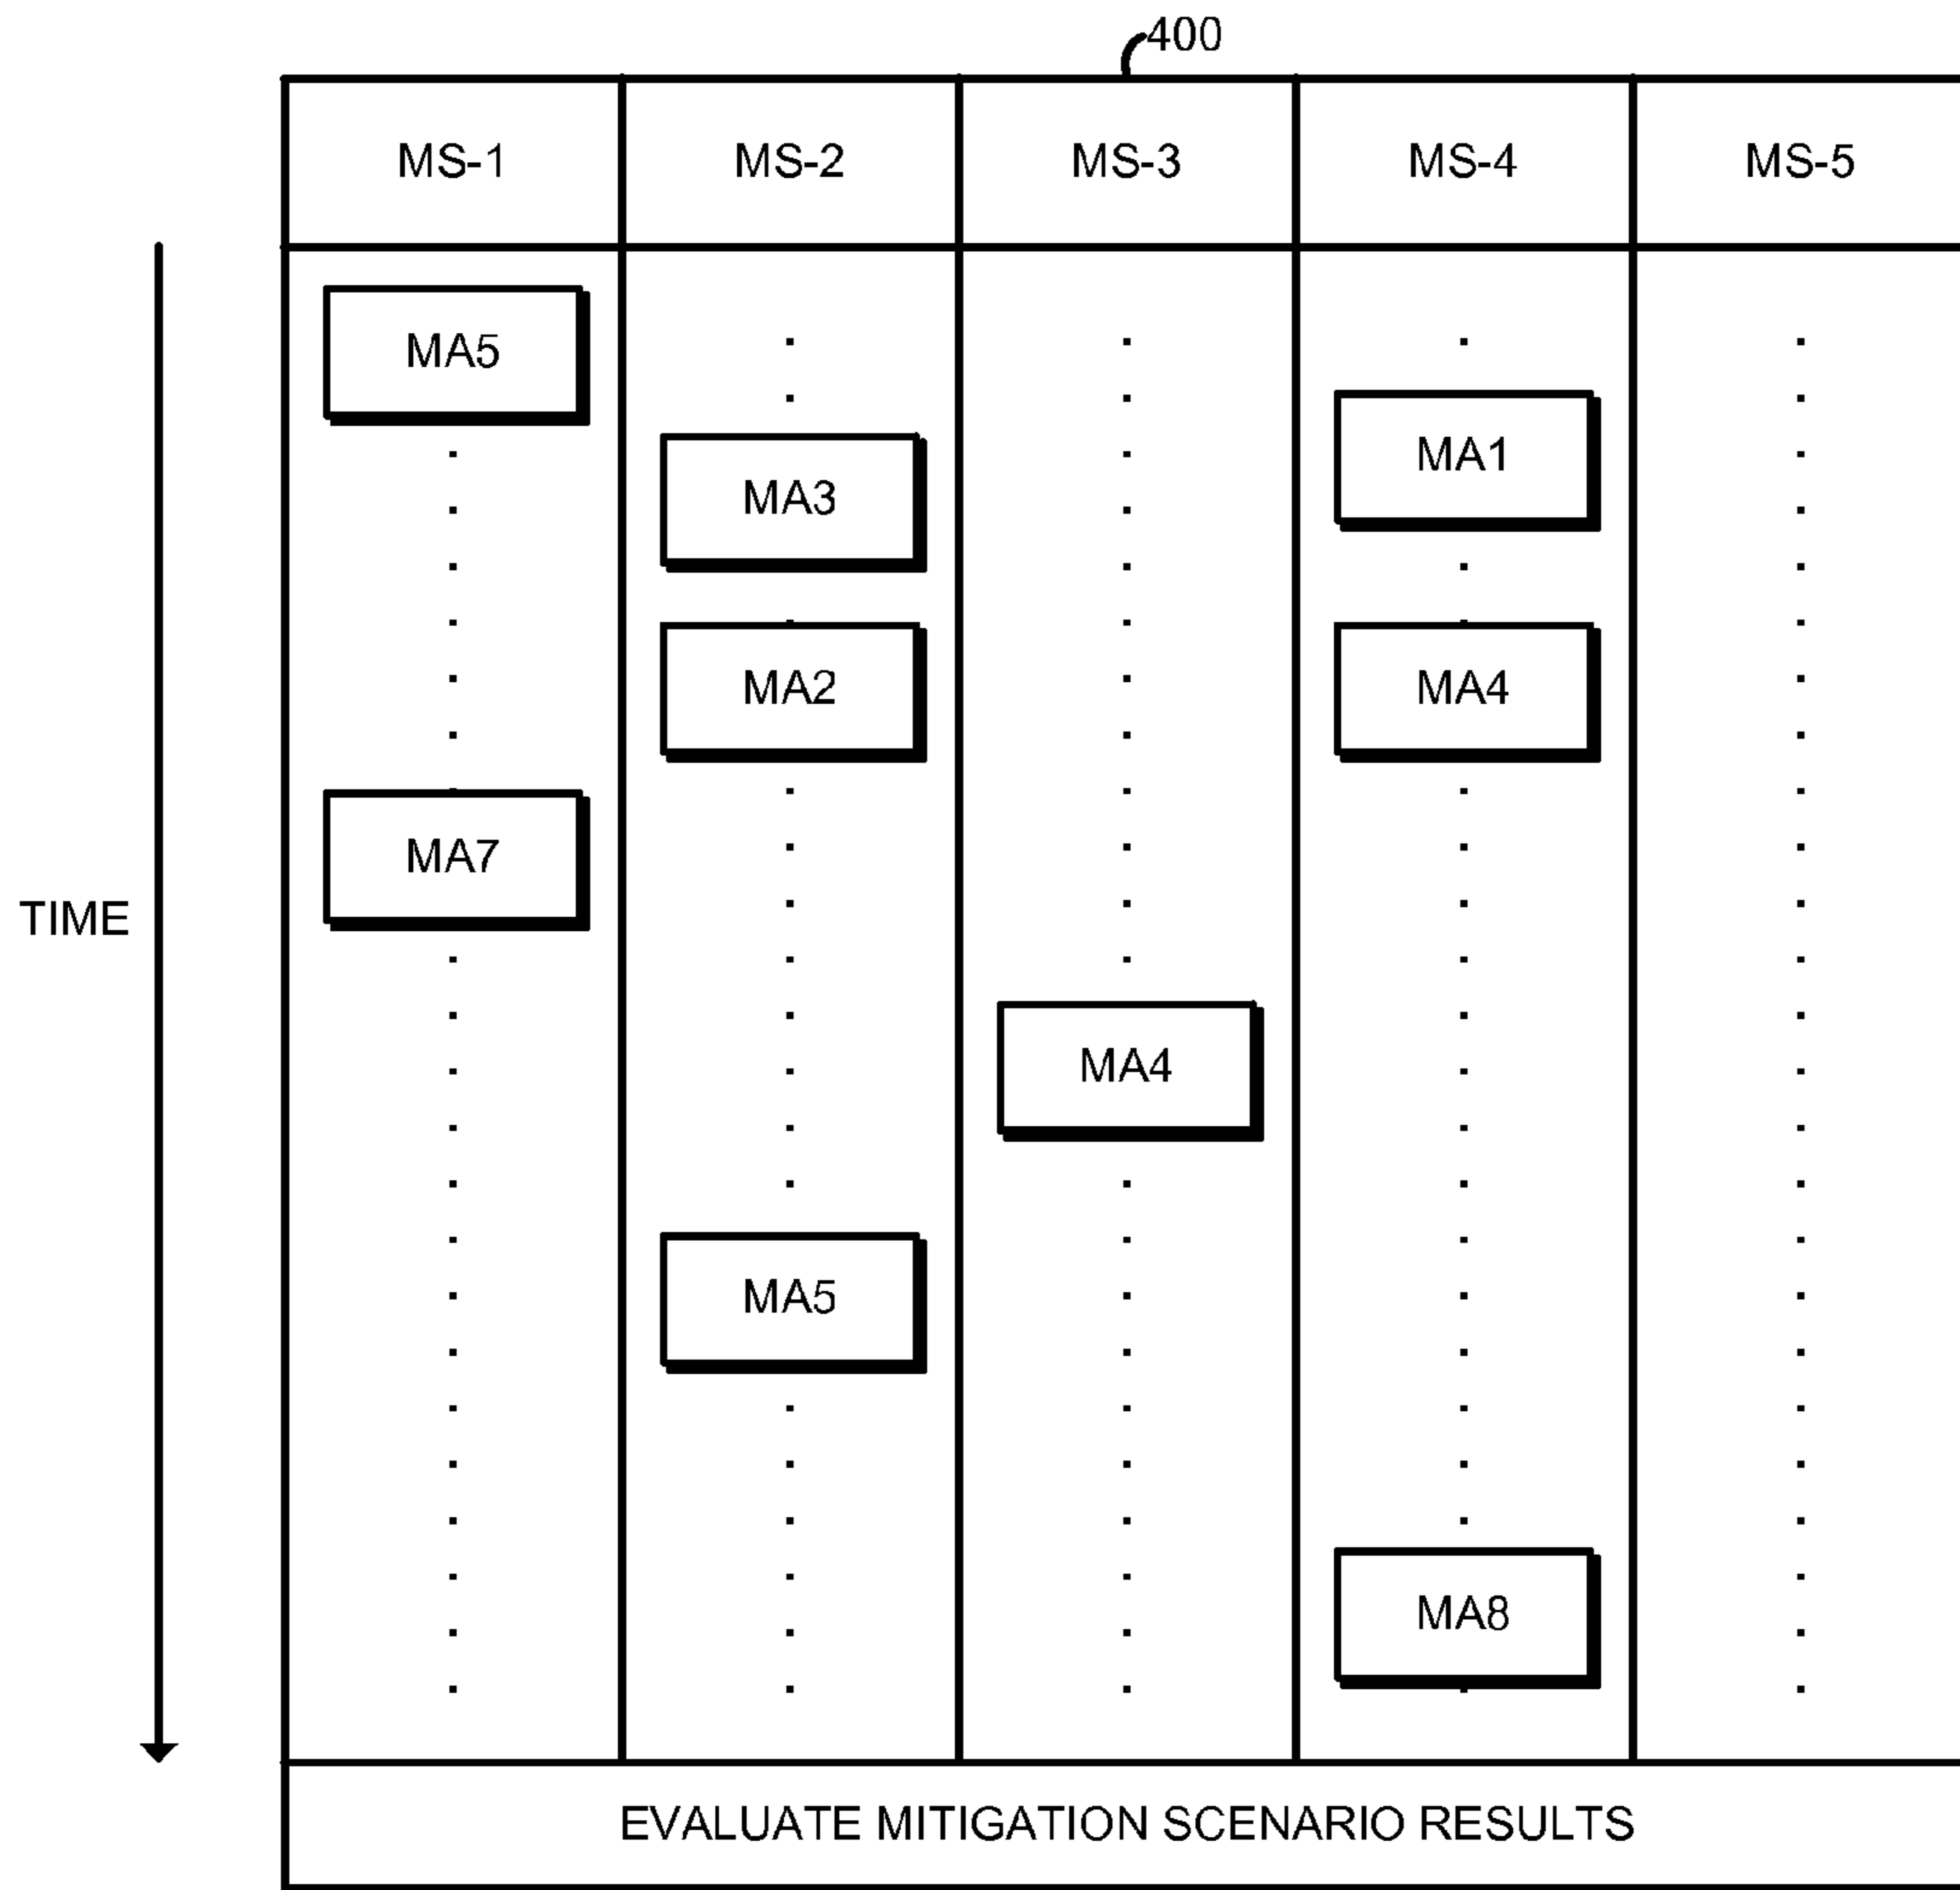 400
MS-1 MS-2 MS-3 MS-4 MS-5
MA5
MA1
MA3
MA2 MA4
MA7
TIME
MA4
MA5
MA8
EVALUATE MITIGATION SCENARIO RESULTS